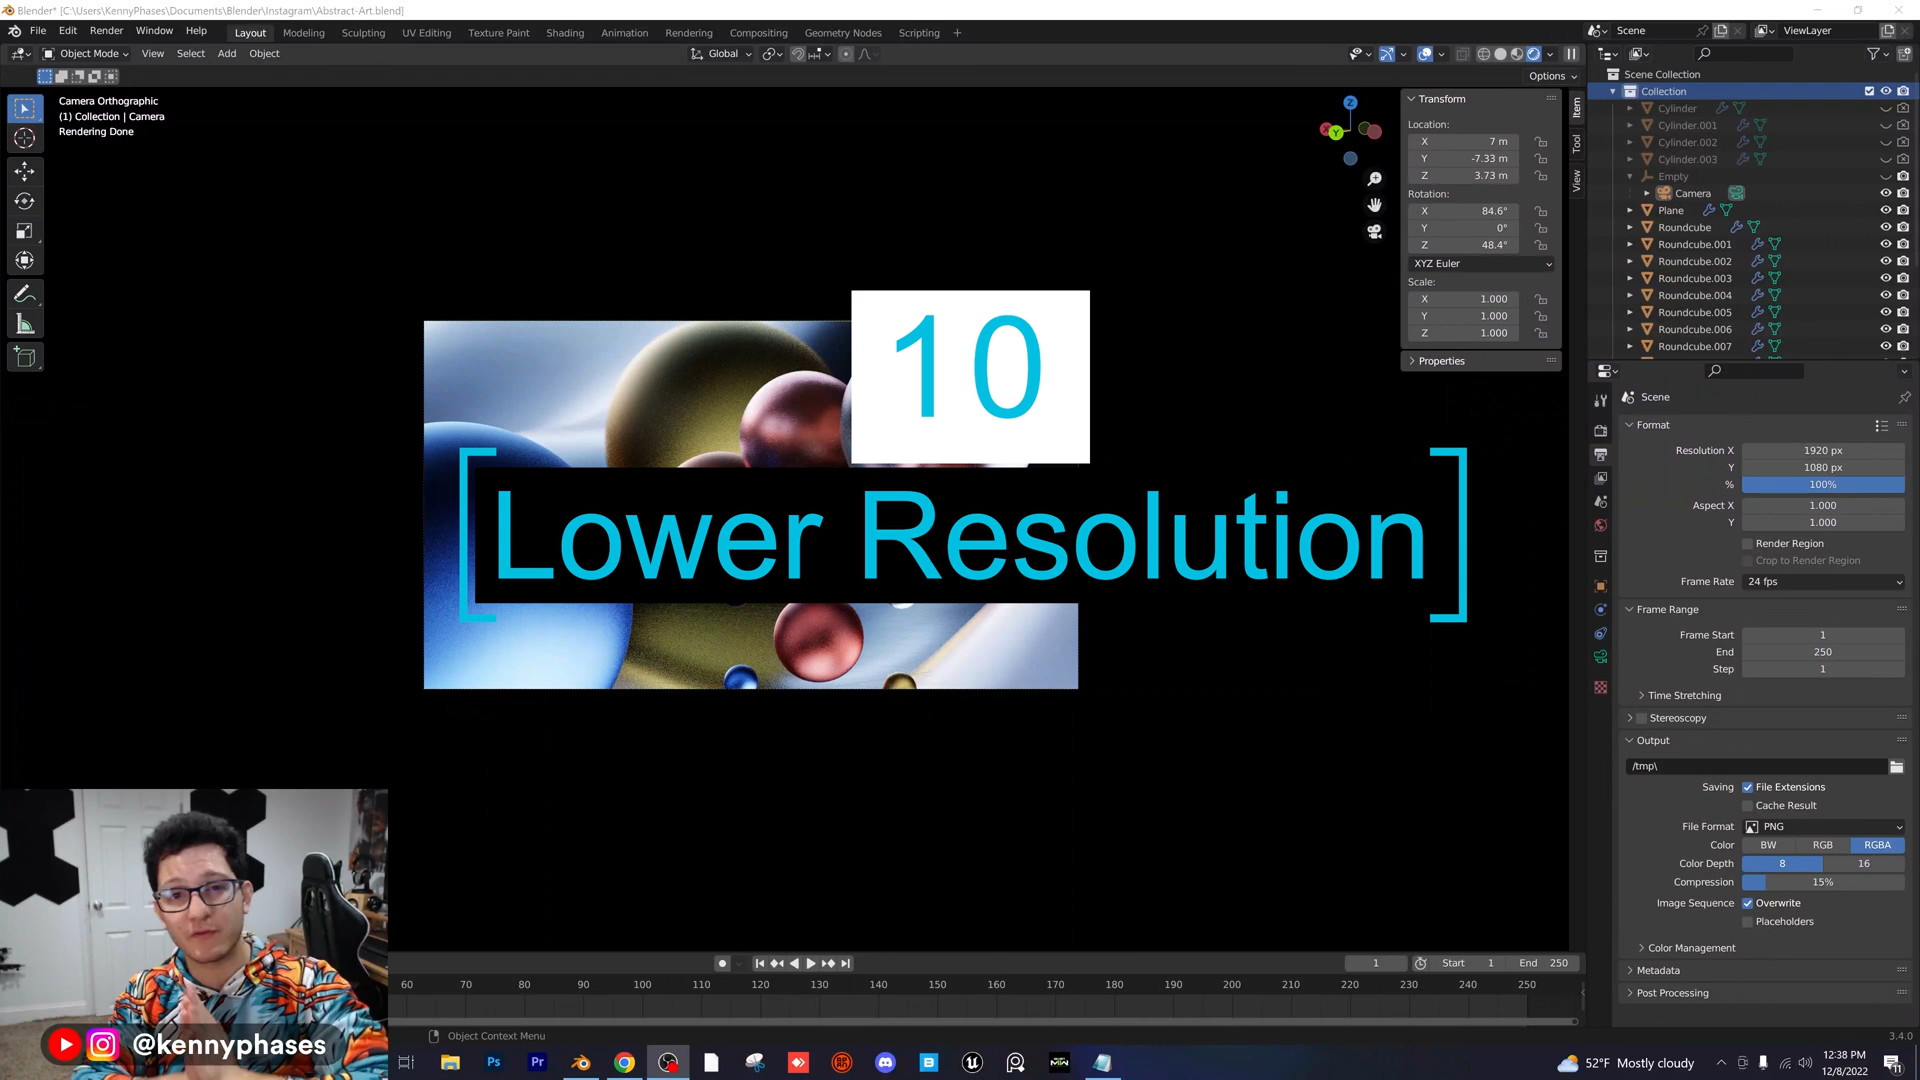 Blender* [C:\Users\KennyPhases\Documents\Blender\Instagram\Abstract-Art.blend]
File Edit Render Window Help
Layout Modeling Sculpting UV Editing Texture Paint Shading Animation Rendering Compositing Geometry Nodes Scripting +
Scene
ViewLayer
Object Mode View Select Add Object
Global
Options
Camera Orthographic
(1) Collection | Camera
Rendering Done
Z
X
Y
Transform
Location:
X 7 m
Y -7.33 m
Z 3.73 m
Rotation:
X 84.6°
Y 0°
Z 48.4°
XYZ Euler
Scale:
X 1.000
Y 1.000
Z 1.000
Properties
Item
Tool
View
Scene Collection
Collection
Cylinder
Cylinder.001
Cylinder.002
Cylinder.003
Empty
Camera
Plane
Roundcube
Roundcube.001
Roundcube.002
Roundcube.003
Roundcube.004
Roundcube.005
Roundcube.006
Roundcube.007
10
[Lower Resolution]
Scene
Format
Resolution X 1920 px
Y 1080 px
% 100%
Aspect X 1.000
Y 1.000
Render Region
Crop to Render Region
Frame Rate 24 fps
Frame Range
Frame Start 1
End 250
Step 1
Time Stretching
Stereoscopy
Output
/tmp\
Saving File Extensions
Cache Result
File Format PNG
Color BW RGB RGBA
Color Depth 8 16
Compression 15%
Image Sequence Overwrite
Placeholders
Color Management
Metadata
Post Processing
1 Start 1 End 250
60 70 80 90 100 110 120 130 140 150 160 170 180 190 200 210 220 230 240 250
Object Context Menu
3.4.0
@kennyphases
Ps Pr
52°F Mostly cloudy
12:38 PM
12/8/2022
11